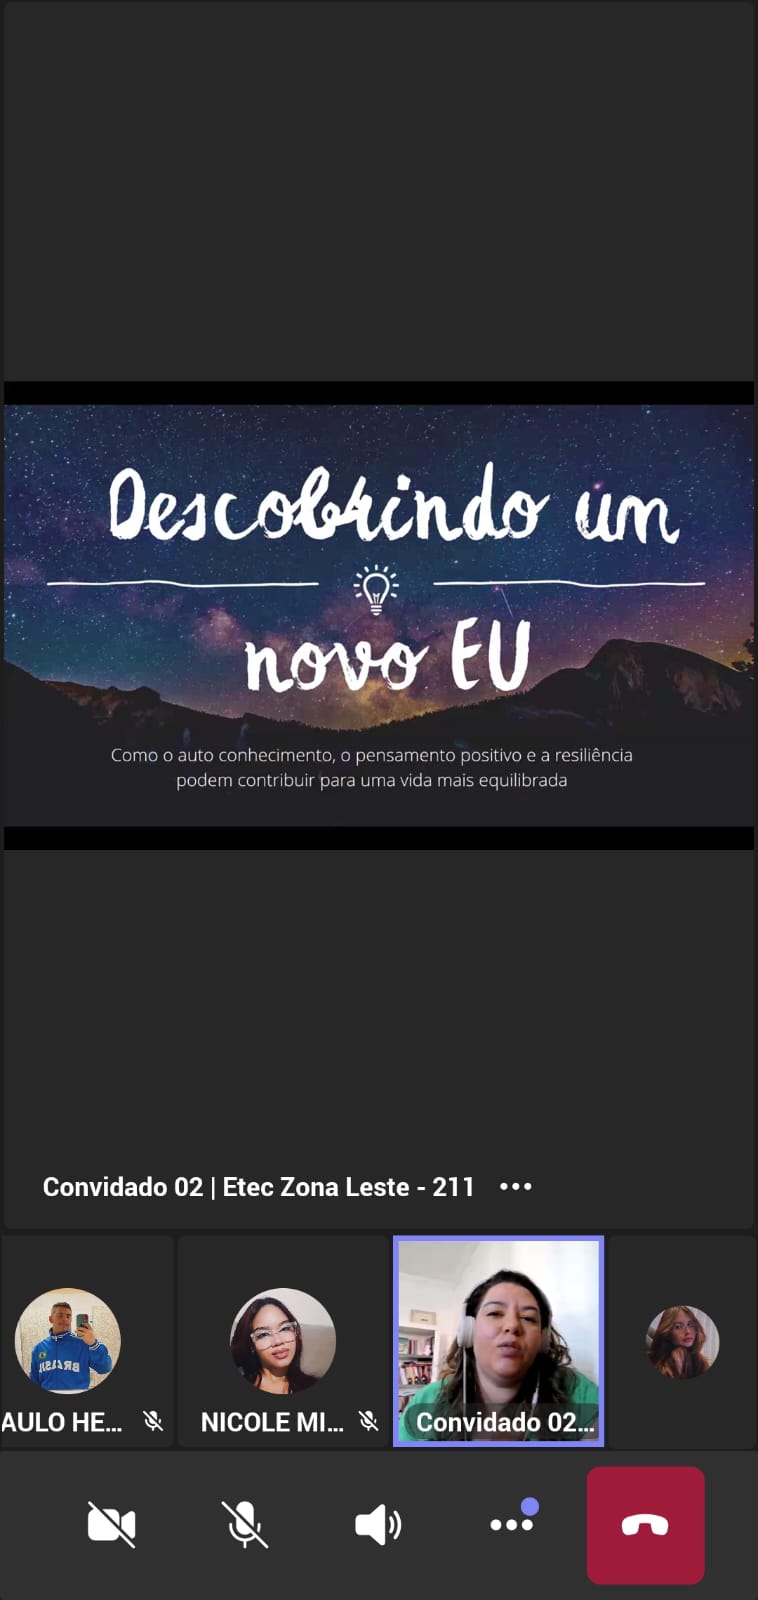 Descobrindo um
novo EU
Como o auto conhecimento, o pensamento positivo e a resiliência
podem contribuir para uma vida mais equilibrada
Convidado 02 | Etec Zona Leste - 211
BRASIL
AULO HE...
NICOLE MI...
Convidado 02...